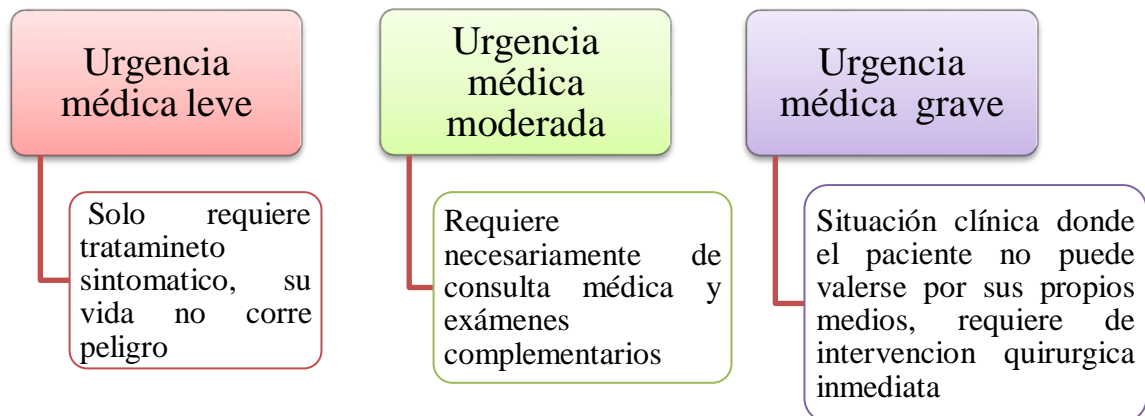 Urgencia
médica leve
Solo requiere
tratamineto
sintomatico, su
vida no corre
peligro
Urgencia
médica
moderada
Requiere
necesariamente de
consulta médica y
exámenes
complementarios
Urgencia
médica grave
Situación clínica donde
el paciente no puede
valerse por sus propios
medios, requiere de
intervencion quirurgica
inmediata